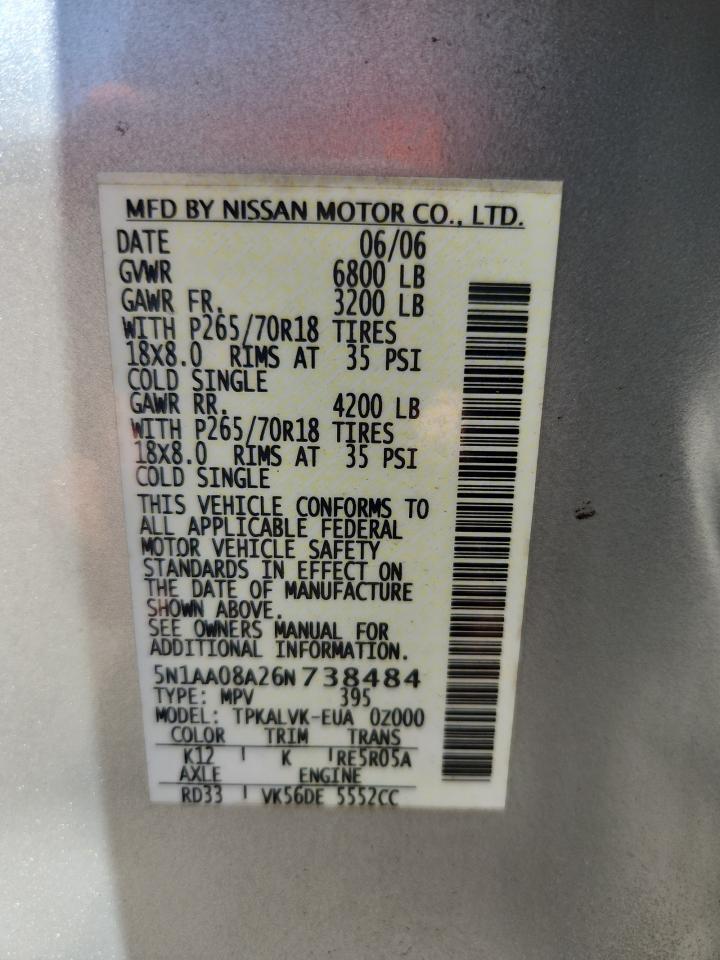 MFD BY NISSAN MOTOR CO., LTD.
DATE 06/06
GVWR 6800 LB
GAWR FR. 3200 LB
WITH P265/70R18 TIRES
18X8.0 RIMS AT 35 PSI
COLD SINGLE
GAWR RR. 4200 LB
WITH P265/70R18 TIRES
18X8.0 RIMS AT 35 PSI
COLD SINGLE
THIS VEHICLE CONFORMS TO
ALL APPLICABLE FEDERAL
MOTOR VEHICLE SAFETY
STANDARDS IN EFFECT ON
THE DATE OF MANUFACTURE
SHOWN ABOVE.
SEE OWNERS MANUAL FOR
ADDITIONAL INFORMATION.
5N1AA08A26N738484
TYPE: MPV 395
MODEL: TPKALVK-EUA 0Z000
COLOR TRIM TRANS
K12 K RE5R05A
AXLE ENGINE
RD33 VK56DE 5552CC